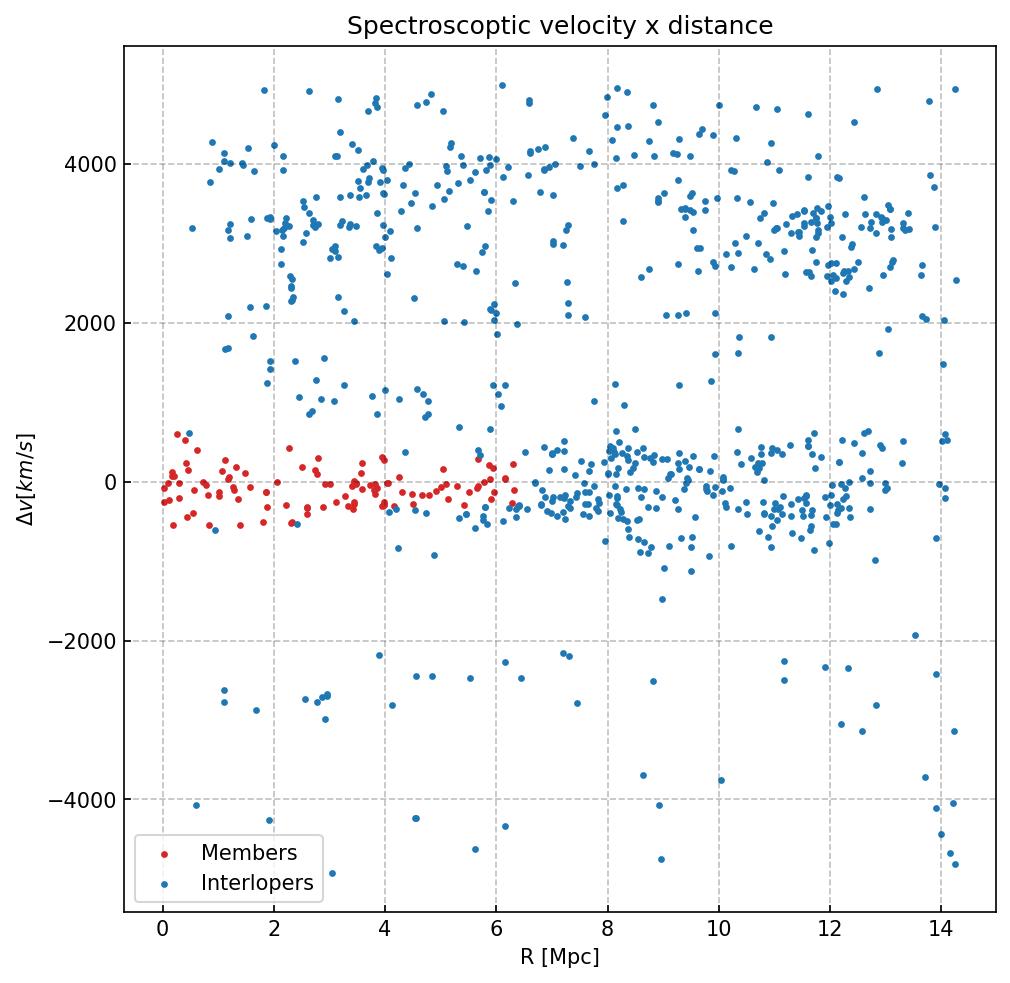 Spectroscoptic velocity x distance
4000
2000
0
−2000
−4000
Δv[km/s]
Members
Interlopers
0 2 4 6 8 10 12 14
R [Mpc]